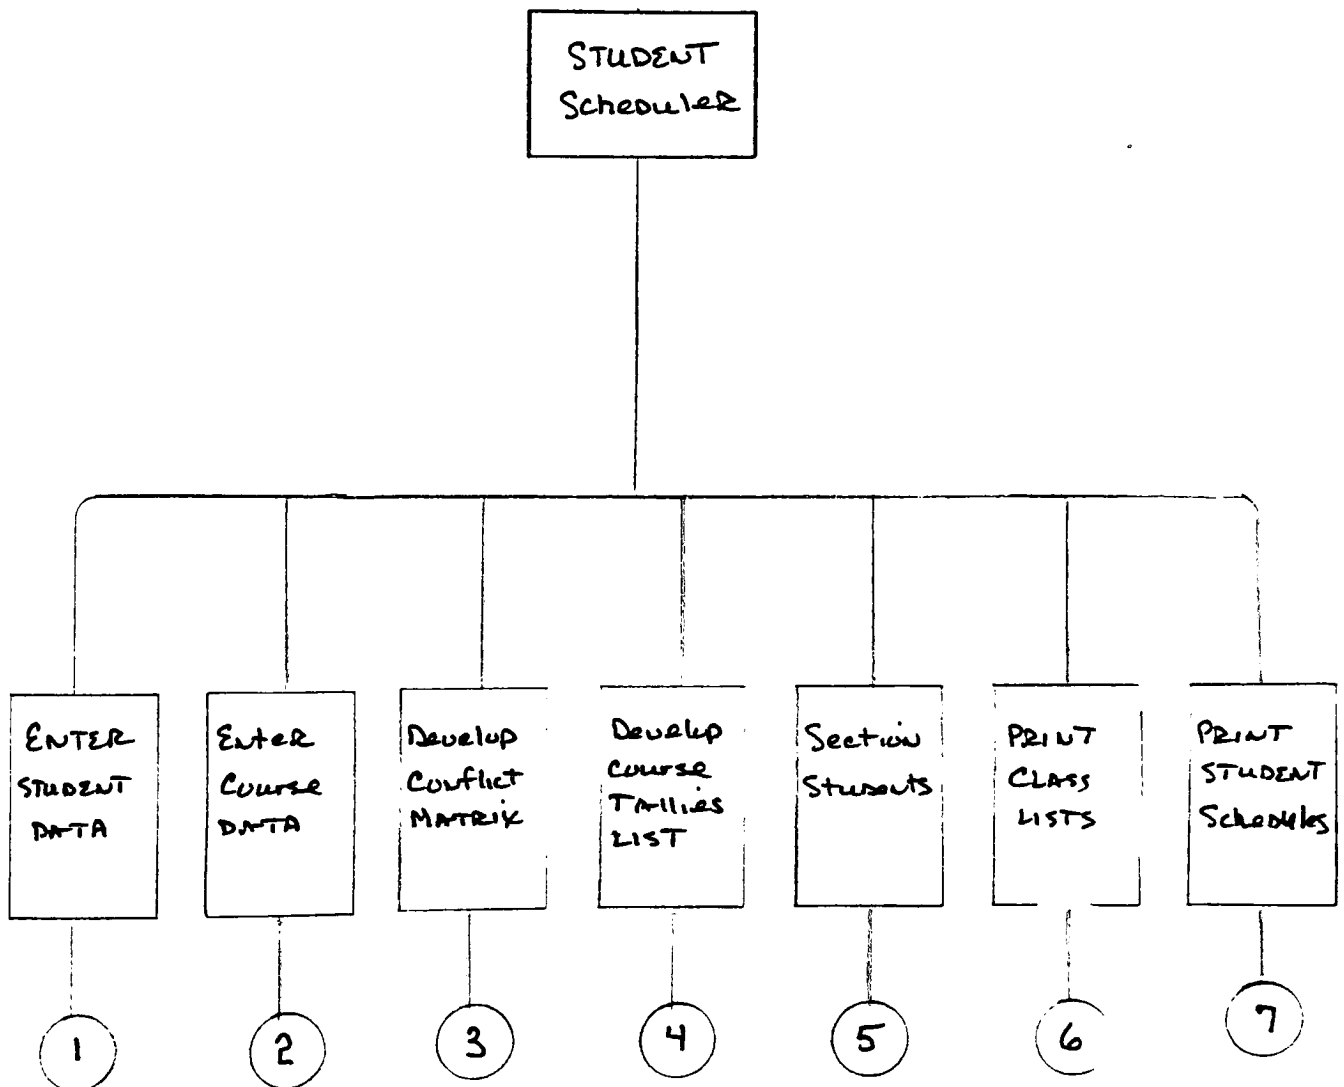 STUDENT
Scheduler
ENTER
STUDENT
DATA
Enter
Course
DATA
Develop
Conflict
MATRIX
Develop
Course
TAllies
LIST
Section
Students
PRINT
CLASS
LISTS
PRINT
STUDENT
Schedules
1
2
3
4
5
6
7